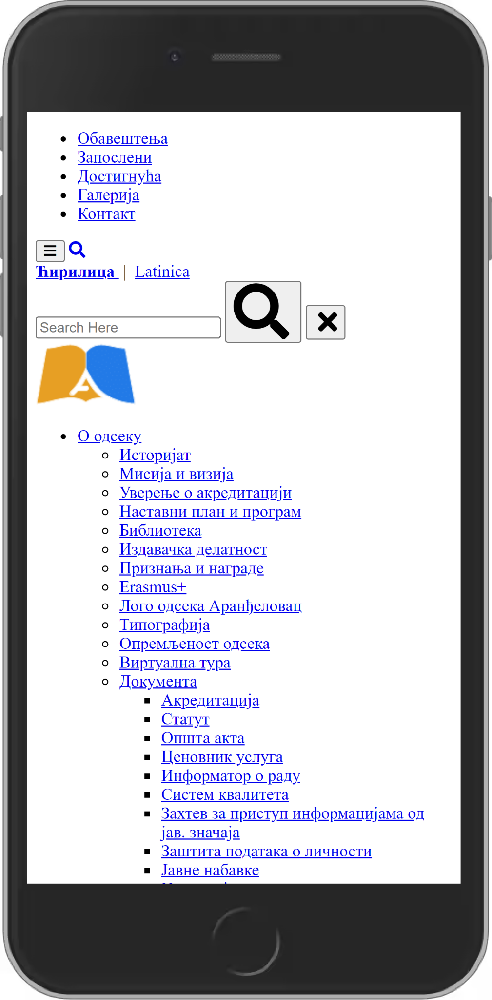 Обавештења
Запослени
Достигнућа
Галерија
Контакт
Ћирилица | Latinica
Search Here
О одсеку
Историјат
Мисија и визија
Уверење о акредитацији
Наставни план и програм
Библиотека
Издавачка делатност
Признања и награде
Erasmus+
Лого одсека Аранђеловац
Типографија
Опремљеност одсека
Виртуална тура
Документа
Акредитација
Статут
Општа акта
Ценовник услуга
Информатор о раду
Систем квалитета
Захтев за приступ информацијама од
јав. значаја
Заштита података о личности
Јавне набавке